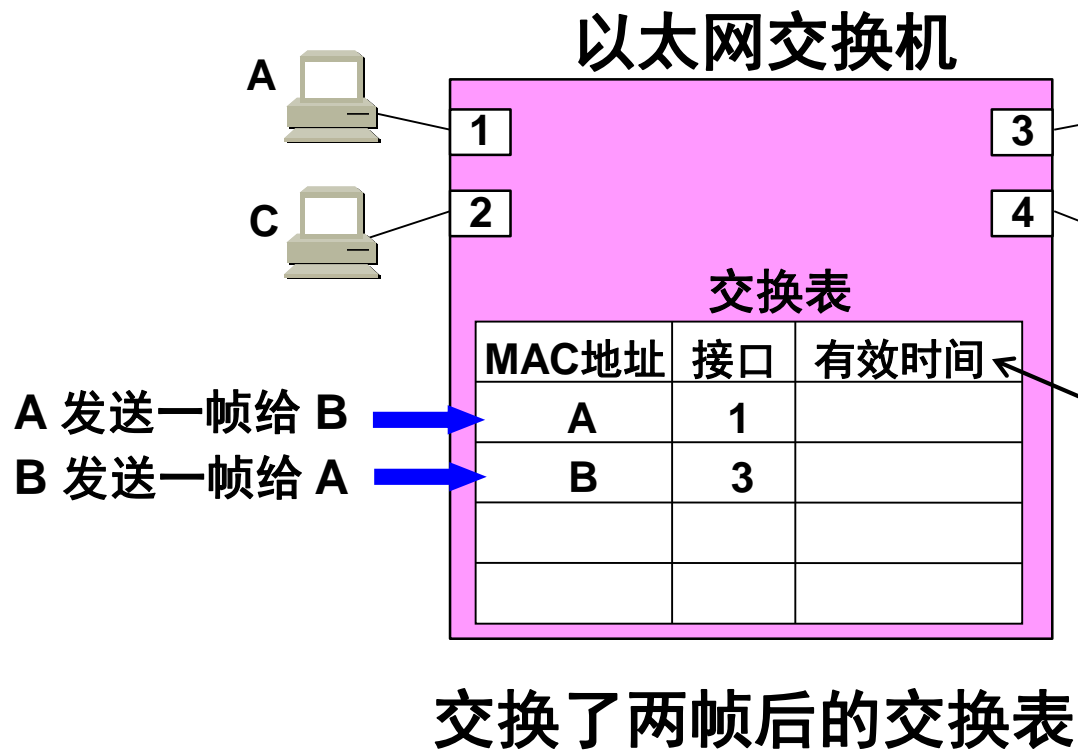 以太网交换机
A
1
3
C
2
4
交换表
MAC地址 接口 有效时间
A 发送一帧给 B
A 1
B 发送一帧给 A
B 3
交换了两帧后的交换表